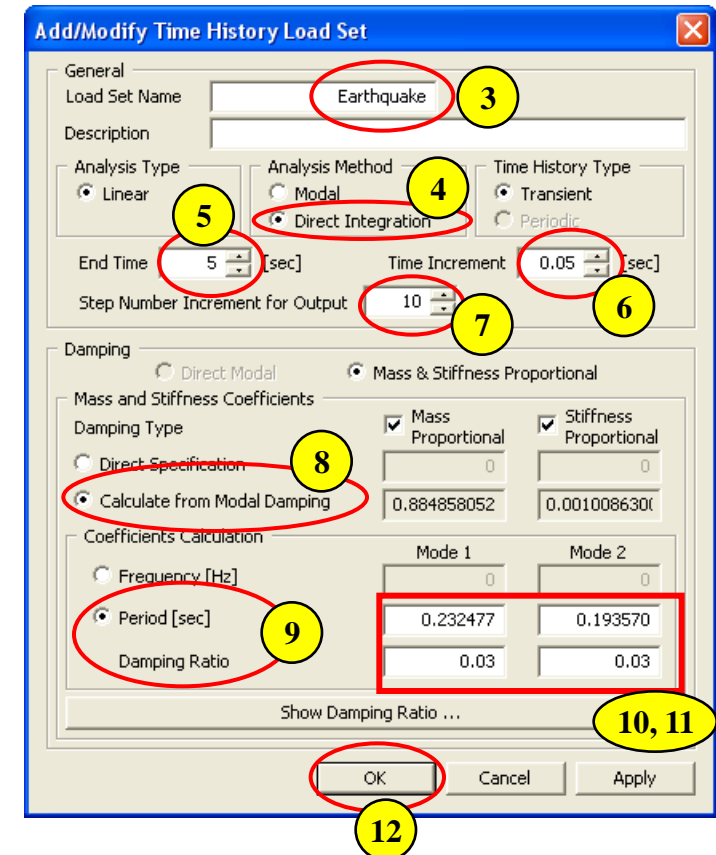 Add/Modify Time History Load Set
General
Load Set Name Earthquake 3
Description
Analysis Type Analysis Method Time History Type
Linear Modal 4 Transient
5 Direct Integration Periodic
End Time 5 [sec] Time Increment 0.05 [sec]
Step Number Increment for Output 10 7 6
Damping
Direct Modal Mass & Stiffness Proportional
Mass and Stiffness Coefficients
Damping Type Mass Proportional Stiffness Proportional
Direct Specification 8 0 0
Calculate from Modal Damping 0.884858052 0.0010086300
Coefficients Calculation Mode 1 Mode 2
Frequency [Hz] 0 0
Period [sec] 9 0.232477 0.193570
Damping Ratio 0.03 0.03
Show Damping Ratio ... 10, 11
OK Cancel Apply
12